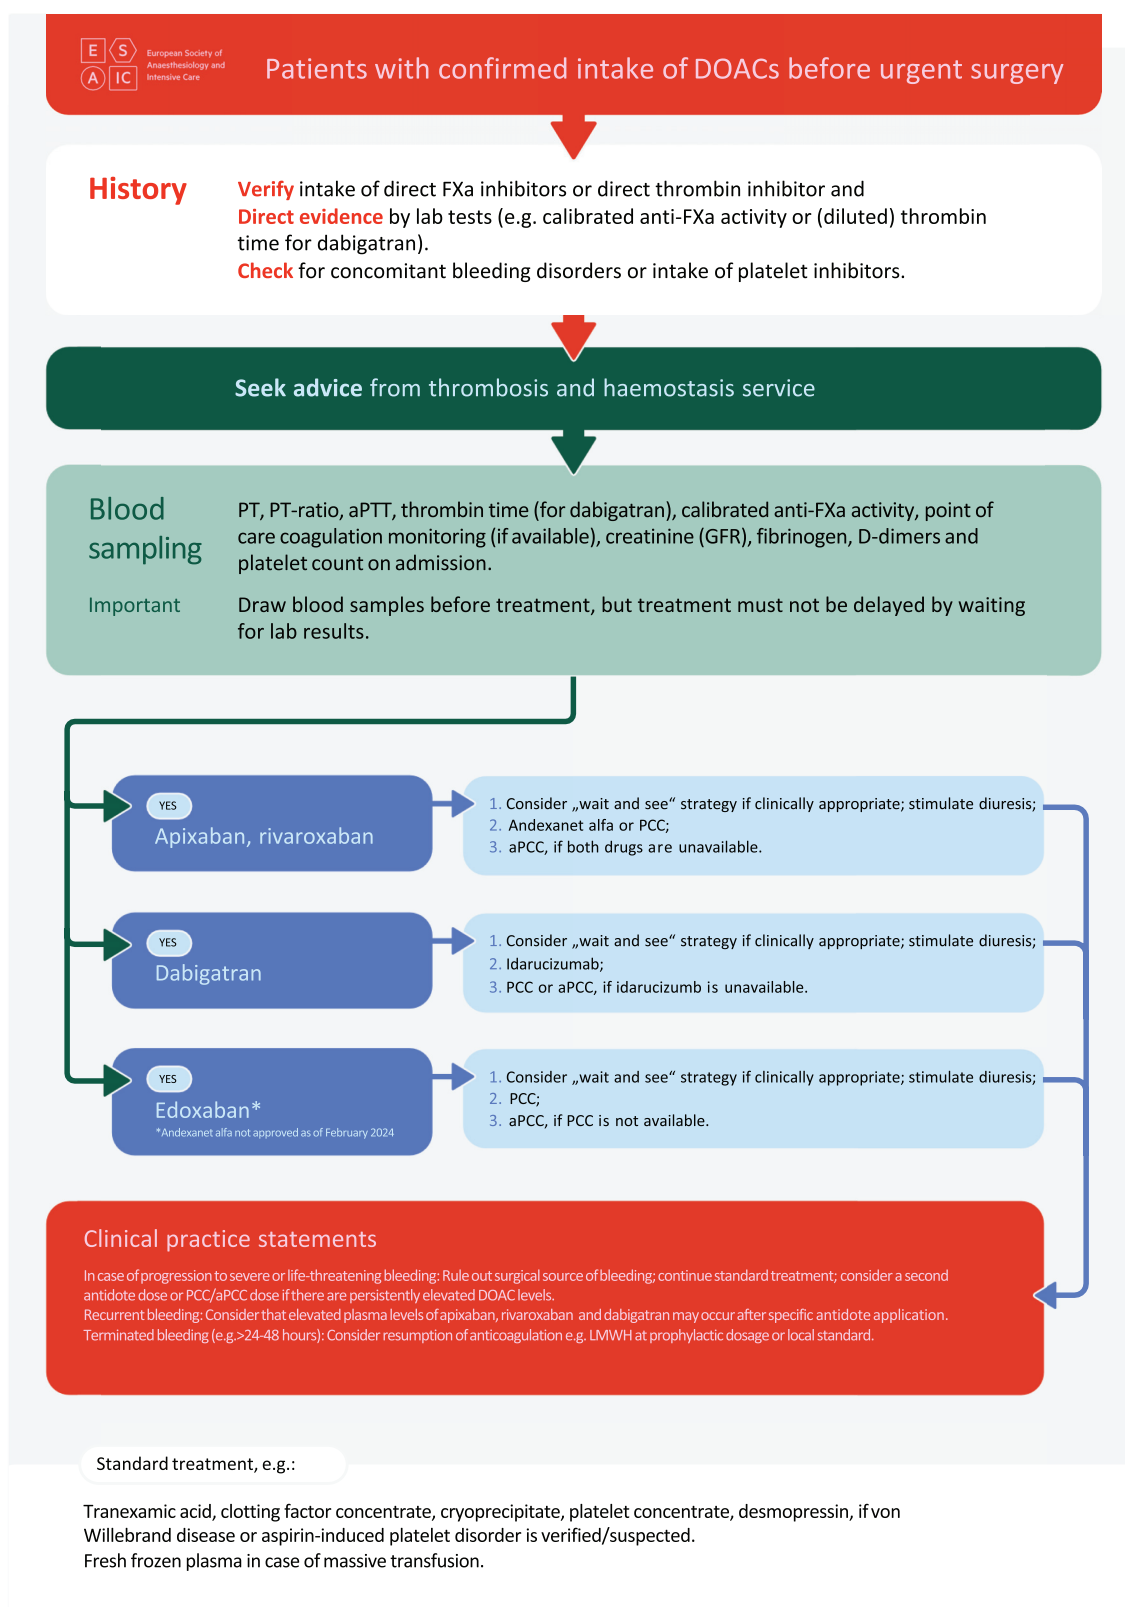 E S
A IC
European Society of
Anaesthesiology and
Intensive Care
Patients with confirmed intake of DOACs before urgent surgery
History
Verify intake of direct FXa inhibitors or direct thrombin inhibitor and
Direct evidence by lab tests (e.g. calibrated anti-FXa activity or (diluted) thrombin
time for dabigatran).
Check for concomitant bleeding disorders or intake of platelet inhibitors.
Seek advice from thrombosis and haemostasis service
Blood
sampling
PT, PT-ratio, aPTT, thrombin time (for dabigatran), calibrated anti-FXa activity, point of
care coagulation monitoring (if available), creatinine (GFR), fibrinogen, D-dimers and
platelet count on admission.
Important
Draw blood samples before treatment, but treatment must not be delayed by waiting
for lab results.
YES
Apixaban, rivaroxaban
1. Consider „wait and see“ strategy if clinically appropriate; stimulate diuresis;
2. Andexanet alfa or PCC;
3. aPCC, if both drugs are unavailable.
YES
Dabigatran
1. Consider „wait and see“ strategy if clinically appropriate; stimulate diuresis;
2. Idarucizumab;
3. PCC or aPCC, if idarucizumb is unavailable.
YES
Edoxaban*
*Andexanet alfa not approved as of February 2024
1. Consider „wait and see“ strategy if clinically appropriate; stimulate diuresis;
2. PCC;
3. aPCC, if PCC is not available.
Clinical practice statements
In case of progression to severe or life-threatening bleeding: Rule out surgical source of bleeding; continue standard treatment; consider a second
antidote dose or PCC/aPCC dose if there are persistently elevated DOAC levels.
Recurrent bleeding: Consider that elevated plasma levels of apixaban, rivaroxaban and dabigatran may occur after specific antidote application.
Terminated bleeding (e.g.>24-48 hours): Consider resumption of anticoagulation e.g. LMWH at prophylactic dosage or local standard.
Standard treatment, e.g.:
Tranexamic acid, clotting factor concentrate, cryoprecipitate, platelet concentrate, desmopressin, if von
Willebrand disease or aspirin-induced platelet disorder is verified/suspected.
Fresh frozen plasma in case of massive transfusion.